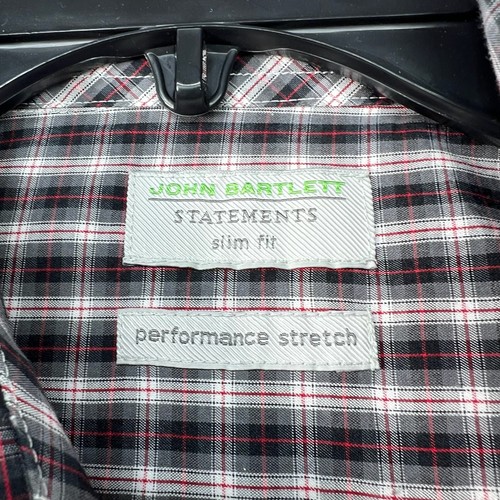 JOHN BARTLETT
STATEMENTS
slim fit
performance stretch